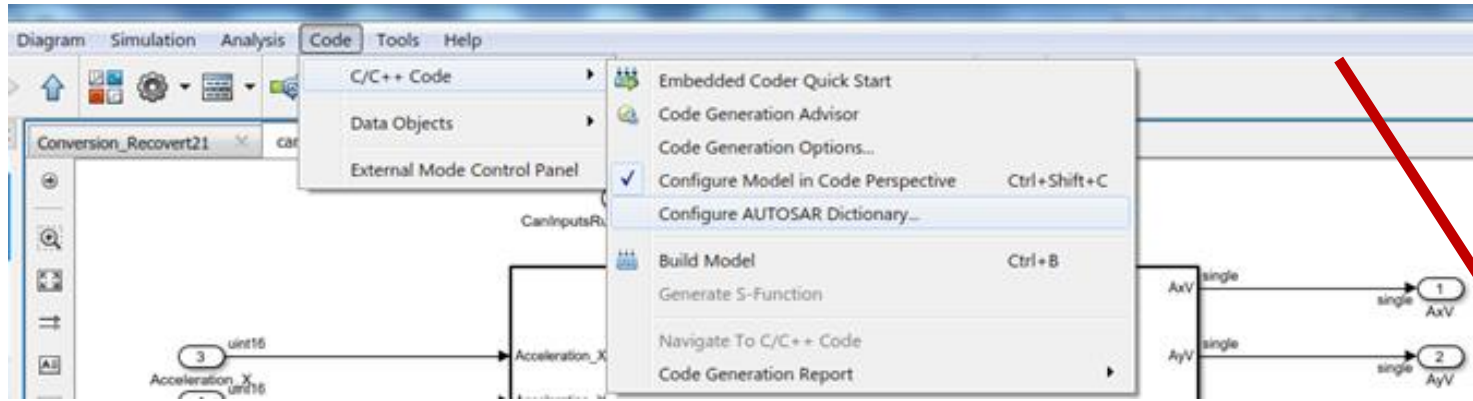 Diagram Simulation Analysis Code Tools Help
C/C++ Code
Data Objects
External Mode Control Panel
Embedded Coder Quick Start
Code Generation Advisor
Code Generation Options...
Configure Model in Code Perspective Ctrl+Shift+C
Configure AUTOSAR Dictionary...
Build Model Ctrl+B
Generate S-Function
Navigate To C/C++ Code
Code Generation Report
Conversion_Recovert21
CanInputsRu
3
uint16
Acceleration_X
uint16
Acceleration_X
AxV
single
single
1
AxV
AyV
single
single
2
AyV